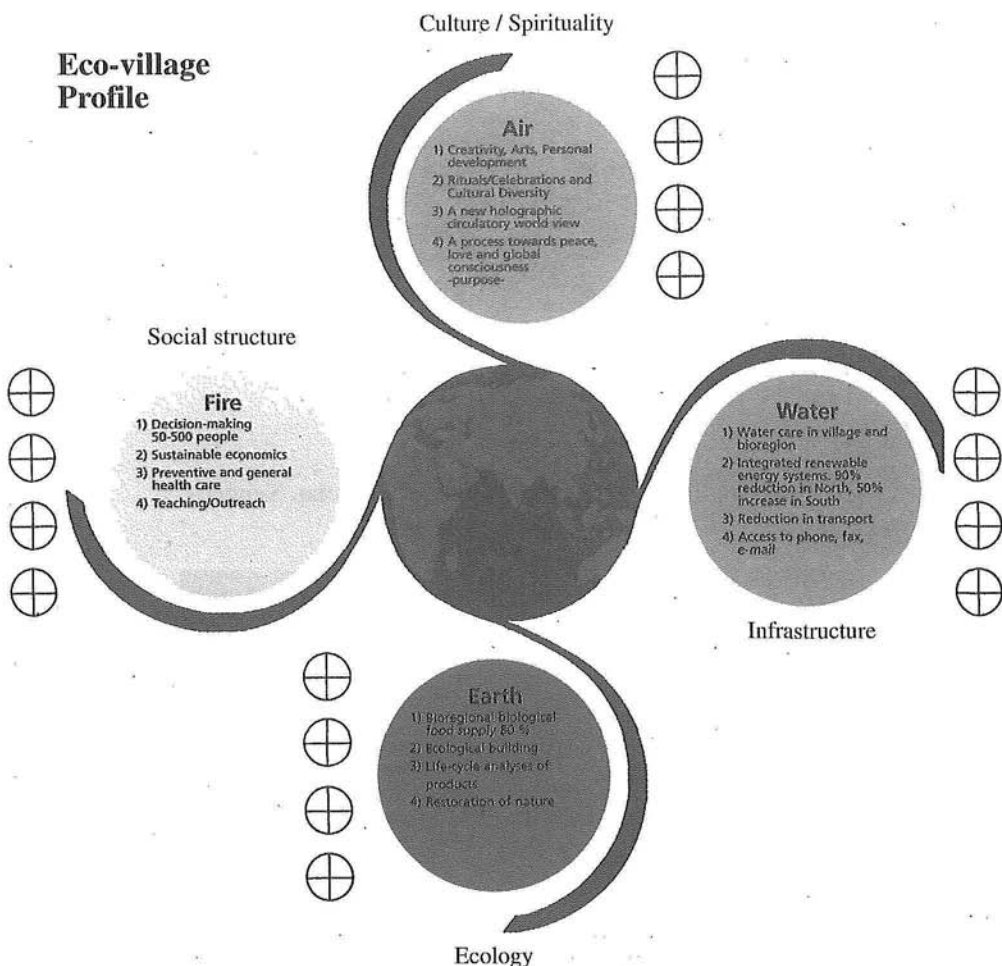 Eco-village
Profile
Culture / Spirituality
Air
1) Creativity, Arts, Personal
development
2) Rituals/Celebrations and
Cultural Diversity
3) A new holographic
circulatory world view
4) A process towards peace,
love and global
consciousness
-purpose-
Social structure
Fire
1) Decision-making
50-500 people
2) Sustainable economics
3) Preventive and general
health care
4) Teaching/Outreach
Water
1) Water care in village and
bioregion
2) Integrated renewable
energy systems. 90%
reduction in North, 50%
increase in South
3) Reduction in transport
4) Access to phone, fax,
e-mail
Infrastructure
Earth
1) Bioregional biological
food supply 80 %
2) Ecological building
3) Life-cycle analyses of
products
4) Restoration of nature
Ecology